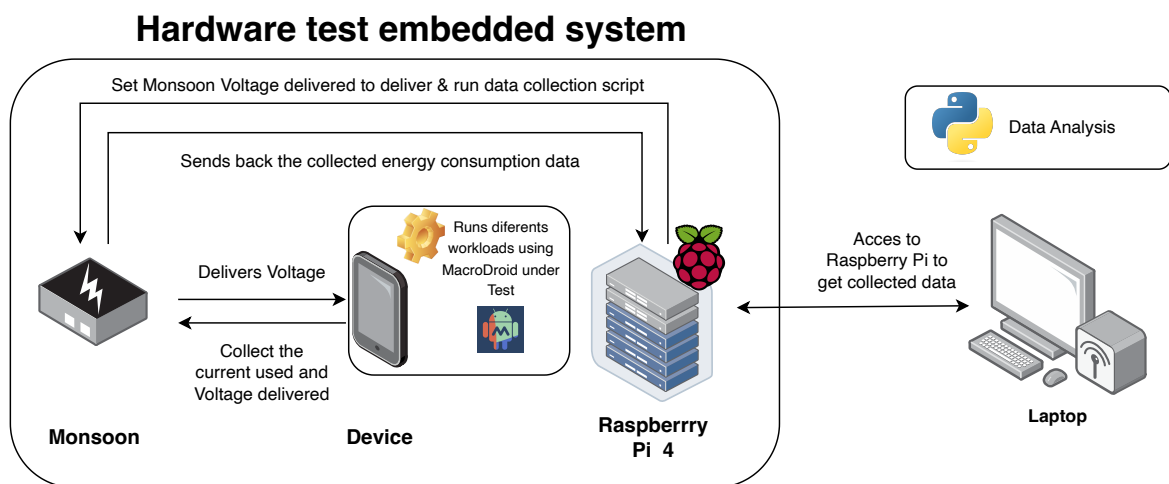 Hardware test embedded system
Set Monsoon Voltage delivered to deliver & run data collection script
Sends back the collected energy consumption data
Data Analysis
Runs diferents
workloads using
MacroDroid under
Test
Delivers Voltage
Collect the
current used and
Voltage delivered
Acces to
Raspberry Pi to
get collected data
Monsoon
Device
Raspberrry
Pi 4
Laptop